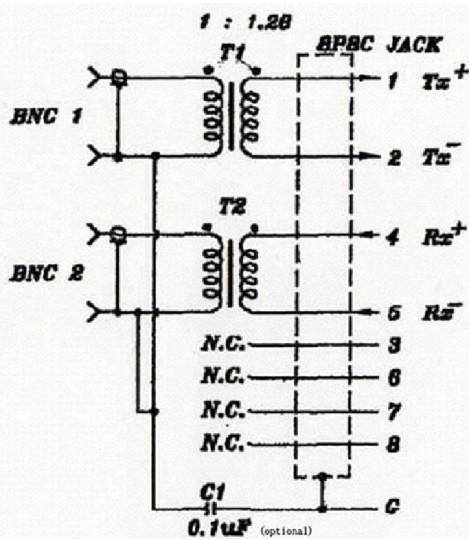 1 : 1.26
T1
8P8C JACK
BNC 1
1 Tx+
2 Tx-
T2
BNC 2
4 Rx+
5 Rx-
N.C. 3
N.C. 6
N.C. 7
N.C. 8
C1
G
0.1uF (optional)